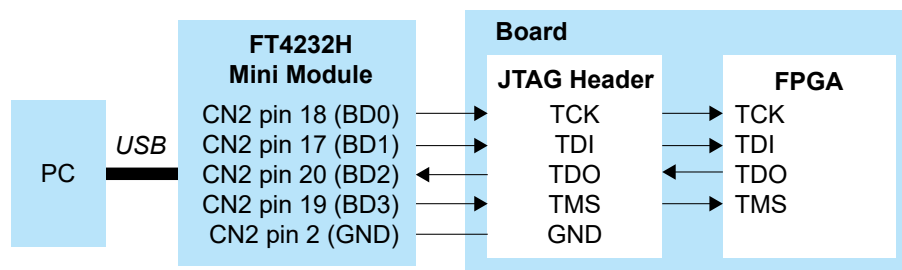 PC
USB
FT4232H
Mini Module
CN2 pin 18 (BD0)
CN2 pin 17 (BD1)
CN2 pin 20 (BD2)
CN2 pin 19 (BD3)
CN2 pin 2 (GND)
Board
JTAG Header
TCK
TDI
TDO
TMS
GND
FPGA
TCK
TDI
TDO
TMS